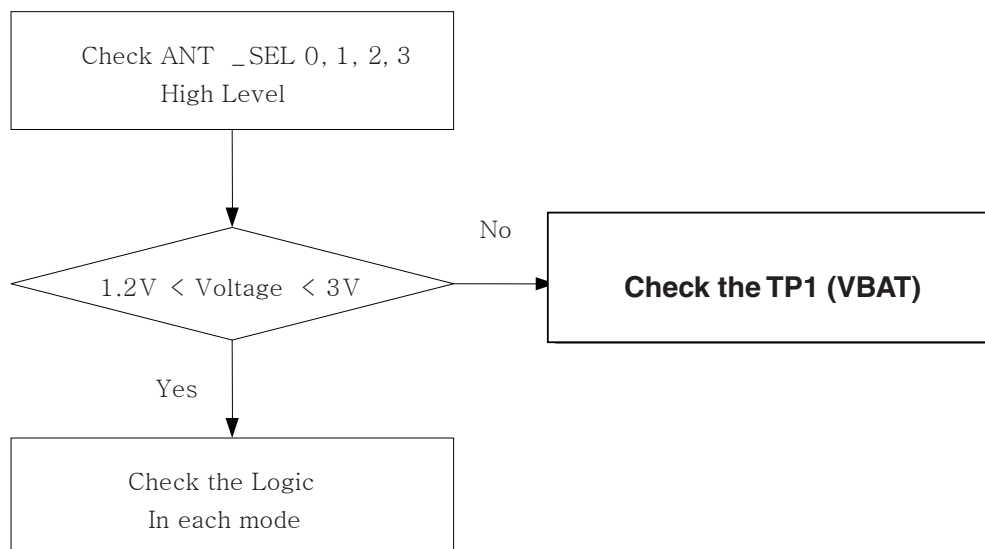 Check ANT _SEL 0, 1, 2, 3
High Level
No
1.2V < Voltage < 3V
Check the TP1 (VBAT)
Yes
Check the Logic
In each mode